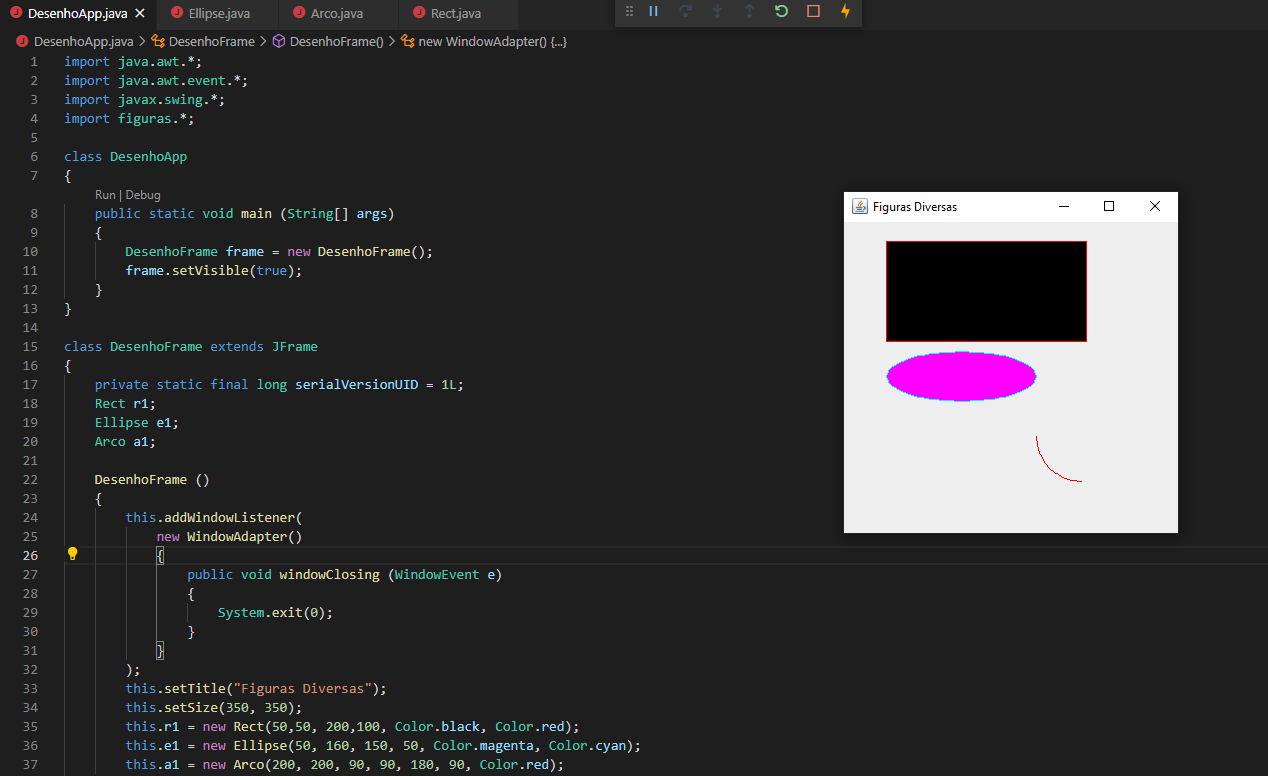 DesenhoApp.java Ellipse.java Arco.java Rect.java
DesenhoApp.java > DesenhoFrame > DesenhoFrame() > new WindowAdapter() {...}
1 import java.awt.*;
2 import java.awt.event.*;
3 import javax.swing.*;
4 import figuras.*;
5
6 class DesenhoApp
7 {
Run | Debug
8 public static void main (String[] args)
9 {
10 DesenhoFrame frame = new DesenhoFrame();
11 frame.setVisible(true);
12 }
13 }
14
15 class DesenhoFrame extends JFrame
16 {
17 private static final long serialVersionUID = 1L;
18 Rect r1;
19 Ellipse e1;
20 Arco a1;
21
22 DesenhoFrame ()
23 {
24 this.addWindowListener(
25 new WindowAdapter()
26 {
27 public void windowClosing (WindowEvent e)
28 {
29 System.exit(0);
30 }
31 }
32 );
33 this.setTitle("Figuras Diversas");
34 this.setSize(350, 350);
35 this.r1 = new Rect(50,50, 200,100, Color.black, Color.red);
36 this.e1 = new Ellipse(50, 160, 150, 50, Color.magenta, Color.cyan);
37 this.a1 = new Arco(200, 200, 90, 90, 180, 90, Color.red);
Figuras Diversas